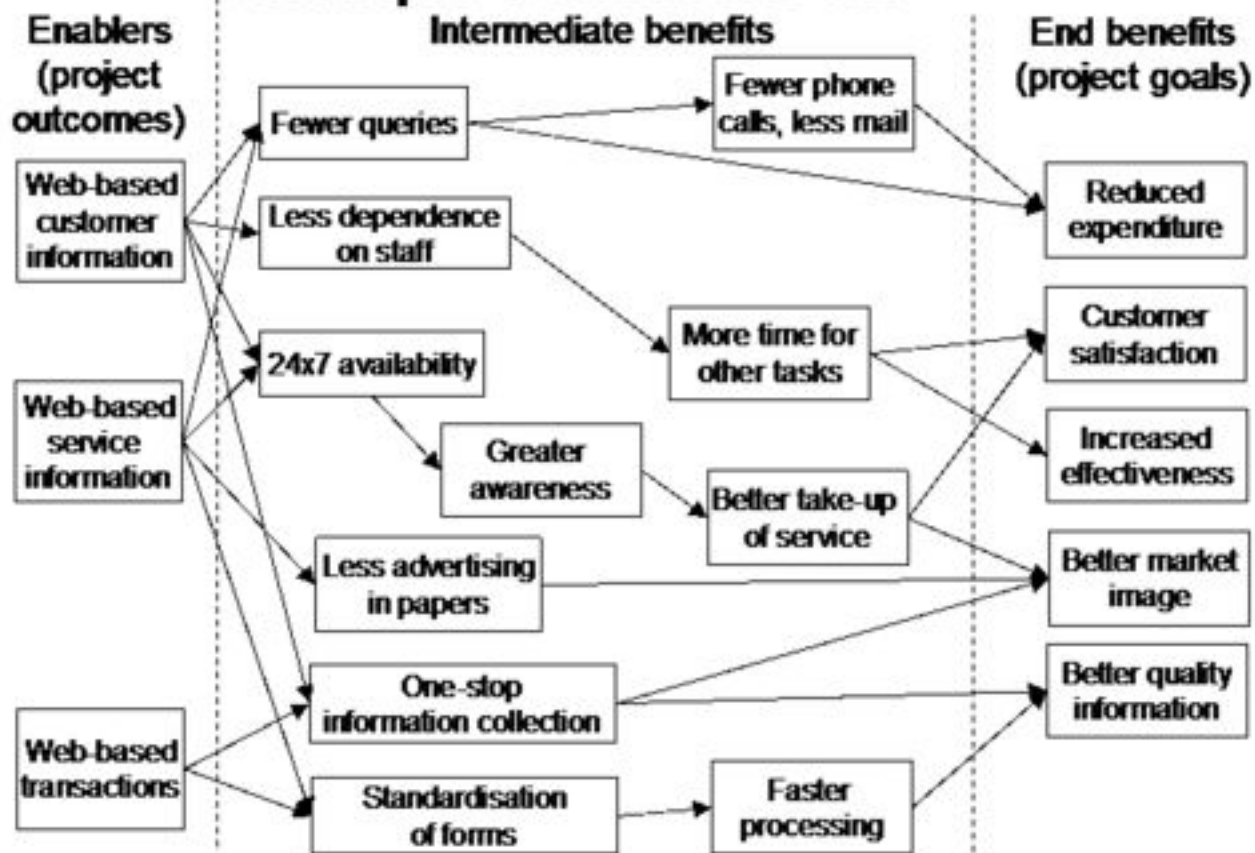 Enablers
(project
outcomes)
Intermediate benefits
End benefits
(project goals)
Web-based
customer
information
Web-based
service
information
Web-based
transactions
Fewer queries
Less dependence
on staff
24x7 availability
Greater
awareness
Less advertising
in papers
One-stop
information collection
Standardisation
of forms
Fewer phone
calls, less mail
More time for
other tasks
Better take-up
of service
Faster
processing
Reduced
expenditure
Customer
satisfaction
Increased
effectiveness
Better market
image
Better quality
information